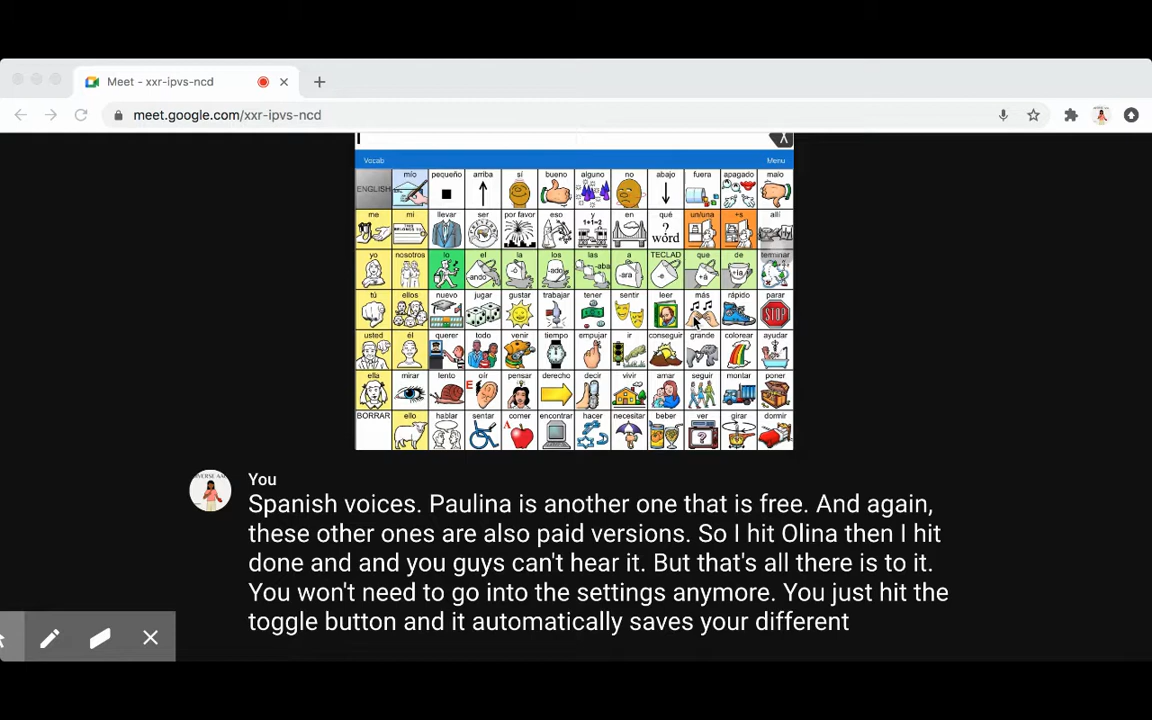 Meet - xxr-ipvs-ncd
meet.google.com/xxr-ipvs-ncd
Vocab Menu
ENGLISH mío pequeño arriba sí bueno alguno no abajo fuera apagado malo
me mi llevar ser por favor eso y en qué un/una +s allí
yo nosotros lo el la los las a TECLAD que de terminar
tú ellos nuevo jugar gustar trabajar tener sentir leer más rápido parar
usted él querer todo venir tiempo empujar ir conseguir grande colorear ayudar
ella mirar lento oír pensar derecho decir vivir amar seguir montar poner
BORRAR ello hablar sentar comer encontrar hacer necesitar beber ver girar dormir
You
Spanish voices. Paulina is another one that is free. And again,
these other ones are also paid versions. So I hit Olina then I hit
done and and you guys can't hear it. But that's all there is to it.
You won't need to go into the settings anymore. You just hit the
toggle button and it automatically saves your different